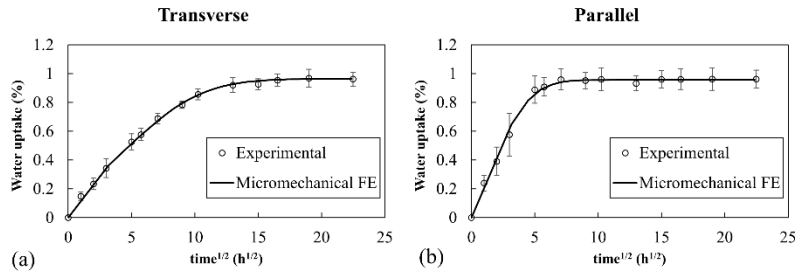 Transverse
Water uptake (%)
1.2
1
0.8
0.6
0.4
0.2
0
Experimental
Micromechanical FE
0 5 10 15 20 25
time1/2 (h1/2)
(a)
Parallel
Water uptake (%)
1.2
1
0.8
0.6
0.4
0.2
0
Experimental
Micromechanical FE
0 5 10 15 20 25
time1/2 (h1/2)
(b)